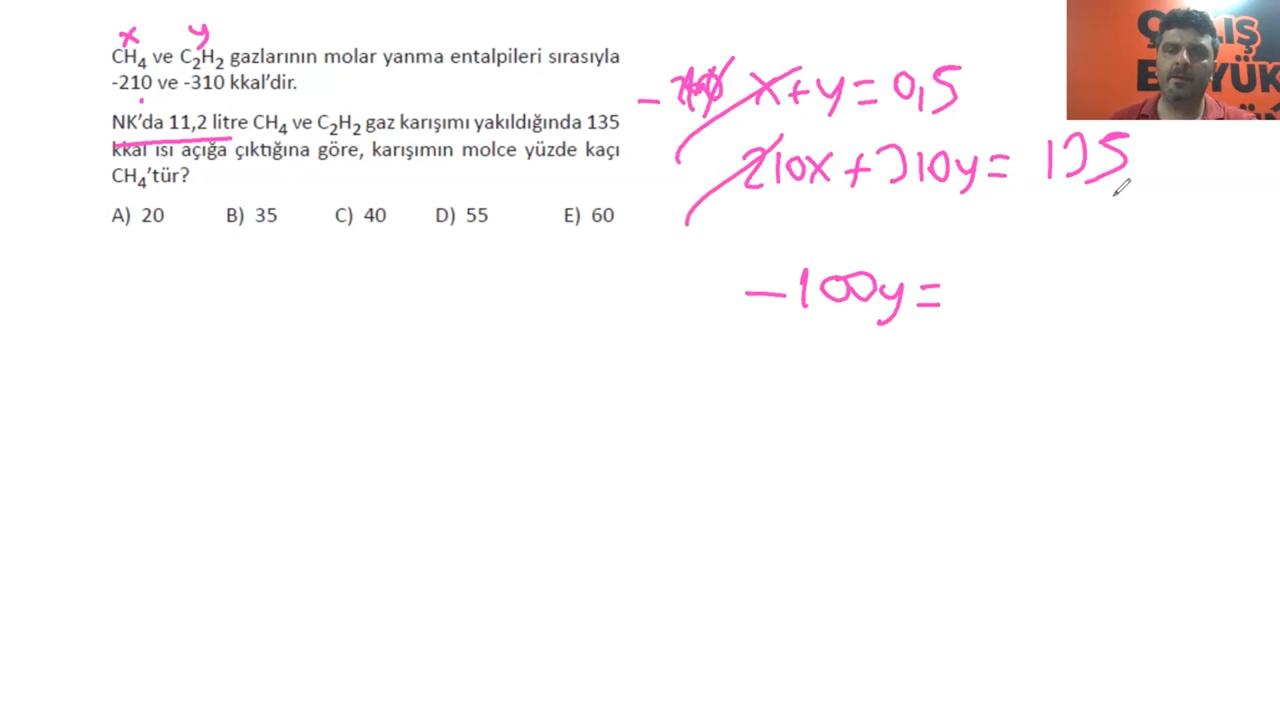 x y
CH₄ ve C₂H₂ gazlarının molar yanma entalpileri sırasıyla
-210 ve -310 kkal'dir.
NK'da 11,2 litre CH₄ ve C₂H₂ gaz karışımı yakıldığında 135
kkal ısı açığa çıktığına göre, karışımın molce yüzde kaçı
CH₄'tür?
A) 20 B) 35 C) 40 D) 55 E) 60
x + y = 0,5
210x + 310y = 135
-100y =